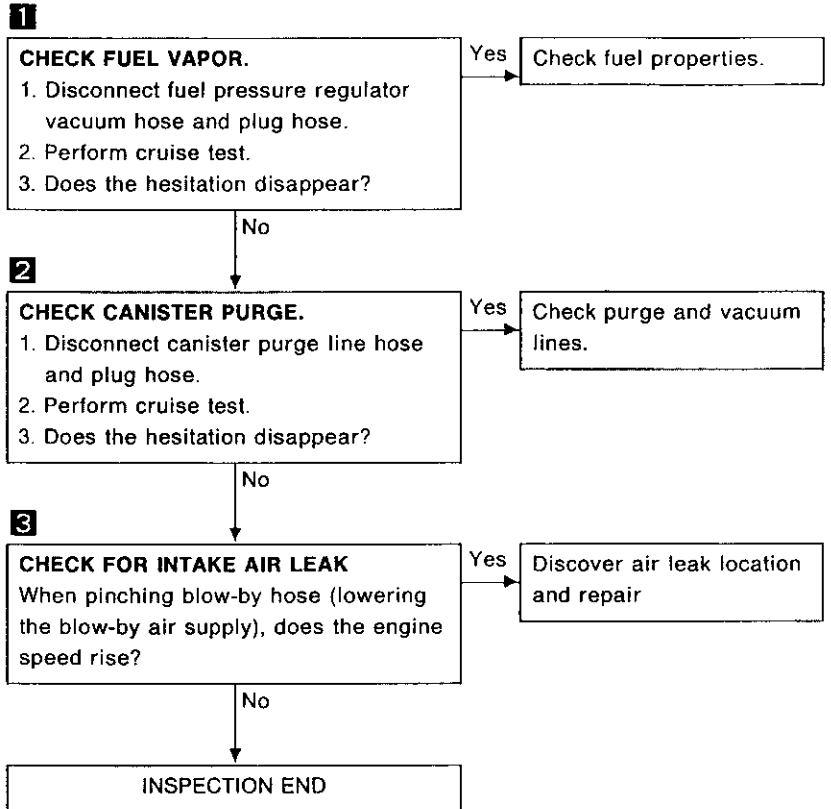 1
CHECK FUEL VAPOR.
1. Disconnect fuel pressure regulator
vacuum hose and plug hose.
2. Perform cruise test.
3. Does the hesitation disappear?
Yes
Check fuel properties.
No
2
CHECK CANISTER PURGE.
1. Disconnect canister purge line hose
and plug hose.
2. Perform cruise test.
3. Does the hesitation disappear?
Yes
Check purge and vacuum
lines.
No
3
CHECK FOR INTAKE AIR LEAK
When pinching blow-by hose (lowering
the blow-by air supply), does the engine
speed rise?
Yes
Discover air leak location
and repair
No
INSPECTION END